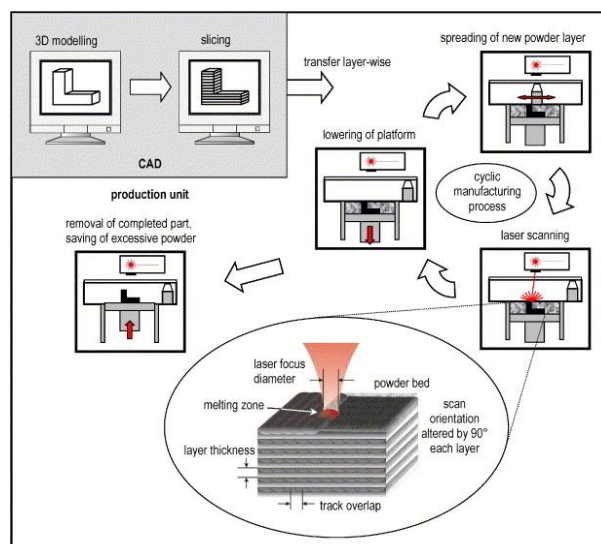 3D modelling
slicing
CAD
transfer layer-wise
spreading of new powder layer
lowering of platform
cyclic
manufacturing
process
production unit
removal of completed part,
saving of excessive powder
laser scanning
laser focus
diameter
powder bed
melting zone
scan
orientation
altered by 90°
each layer
layer thickness
track overlap